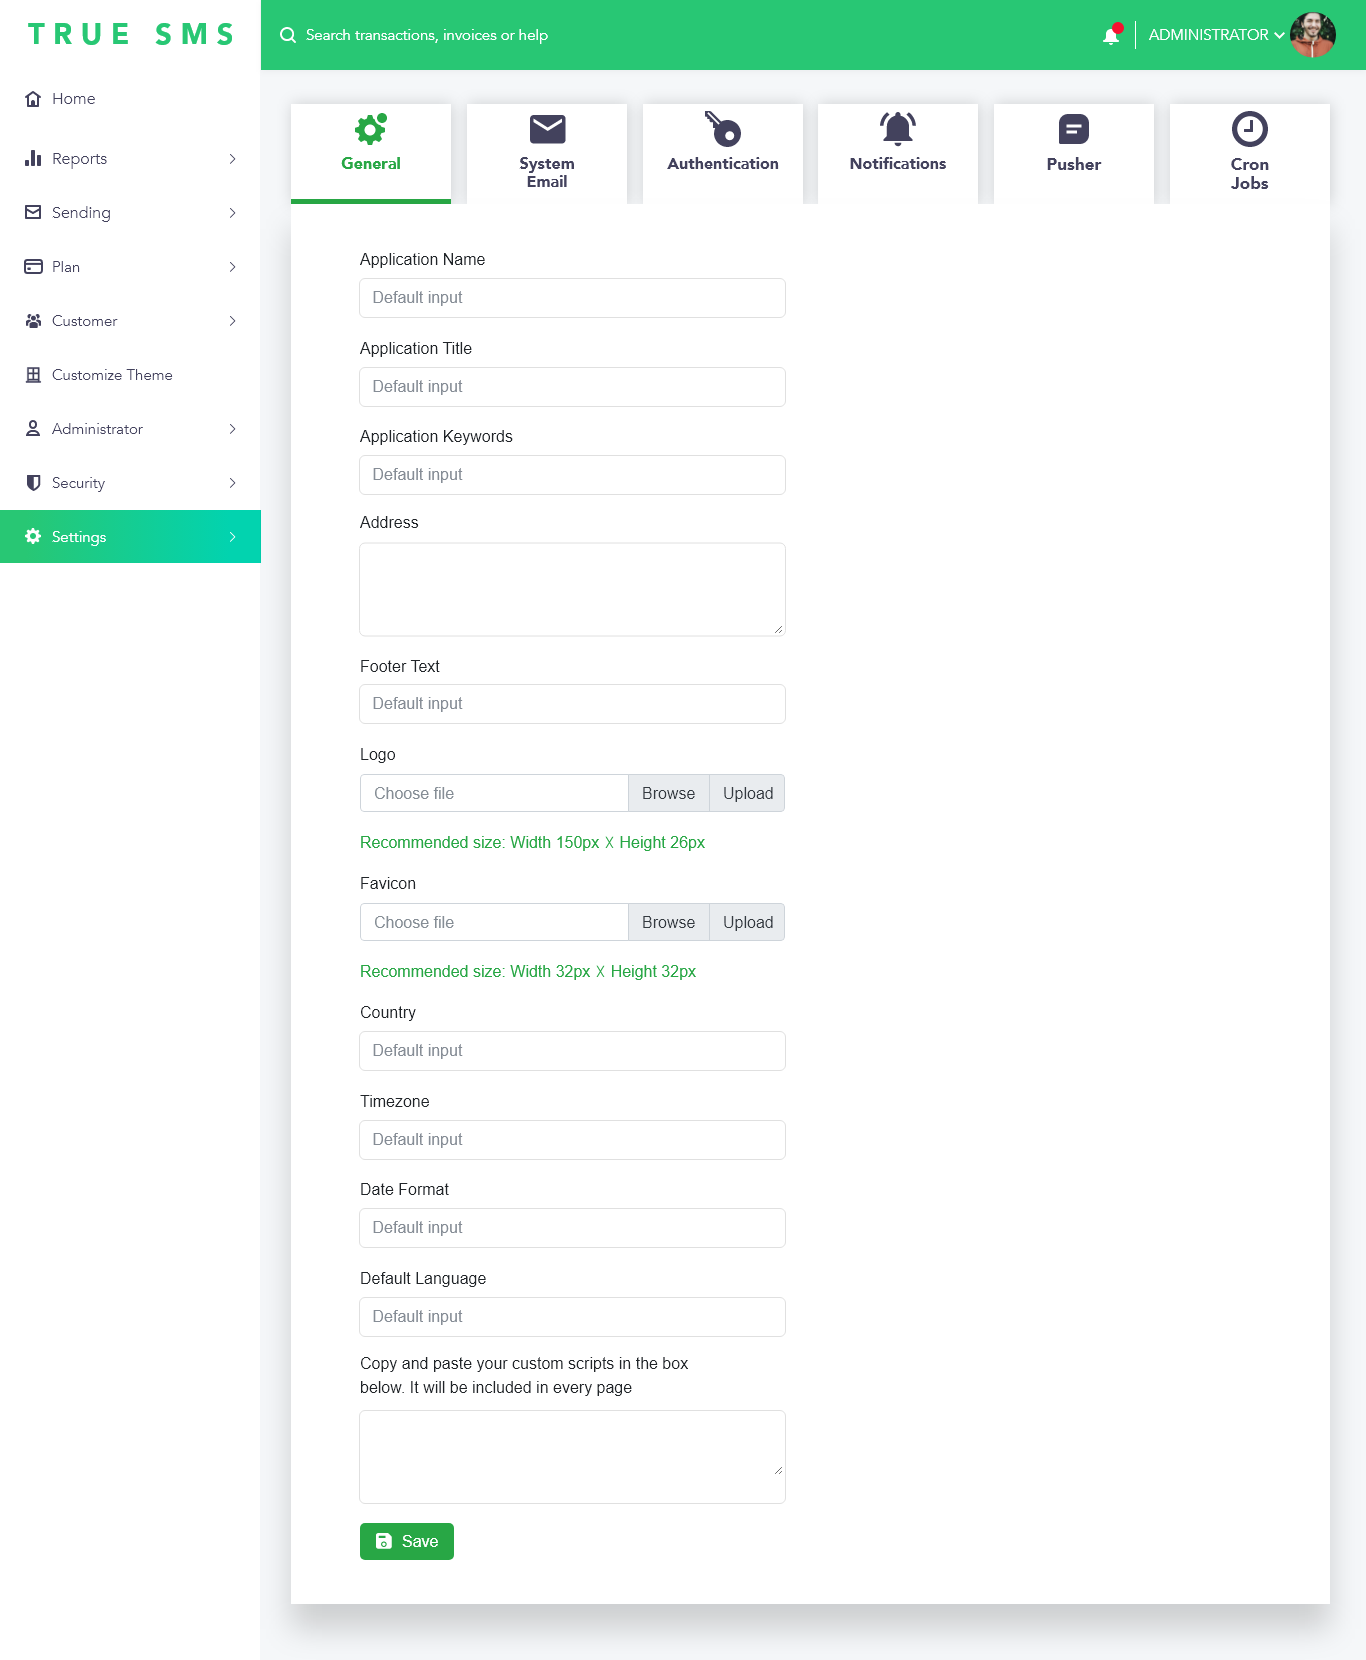 TRUE SMS
Search transactions, invoices or help
ADMINISTRATOR
Home
Reports
Sending
Plan
Customer
Customize Theme
Administrator
Security
Settings
General
System
Email
Authentication
Notifications
Pusher
Cron
Jobs
Application Name
Default input
Application Title
Default input
Application Keywords
Default input
Address
Footer Text
Default input
Logo
Choose file Browse Upload
Recommended size: Width 150px X Height 26px
Favicon
Choose file Browse Upload
Recommended size: Width 32px X Height 32px
Country
Default input
Timezone
Default input
Date Format
Default input
Default Language
Default input
Copy and paste your custom scripts in the box
below. It will be included in every page
Save